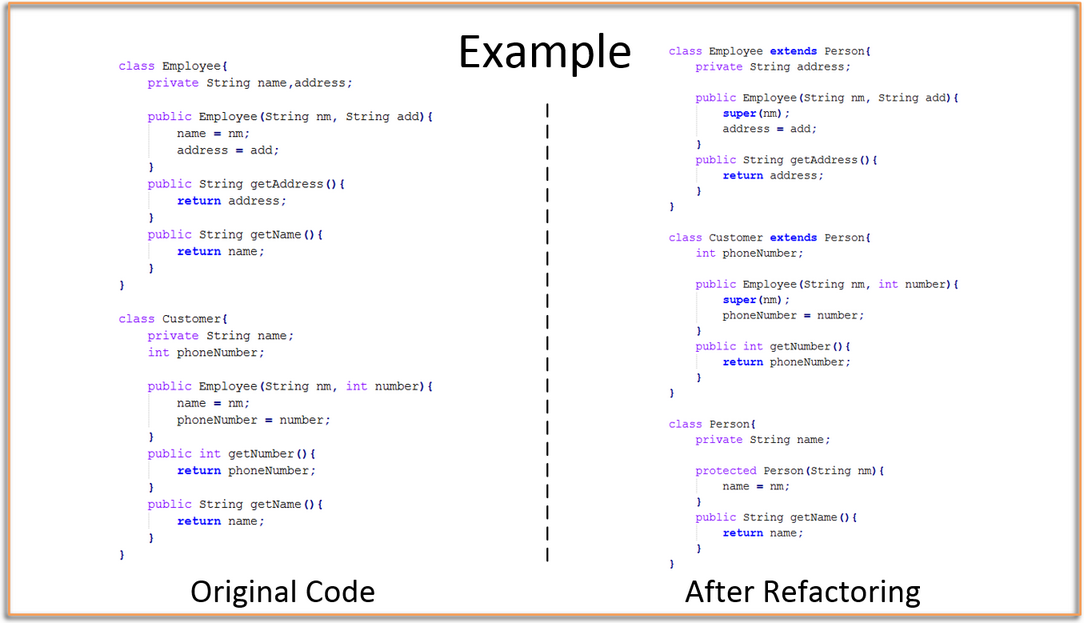 Example
class Employee{
private String name,address;
public Employee(String nm, String add){
name = nm;
address = add;
}
public String getAddress(){
return address;
}
public String getName(){
return name;
}
}
class Customer{
private String name;
int phoneNumber;
public Employee(String nm, int number){
name = nm;
phoneNumber = number;
}
public int getNumber(){
return phoneNumber;
}
public String getName(){
return name;
}
}
Original Code
class Employee extends Person{
private String address;
public Employee(String nm, String add){
super(nm);
address = add;
}
public String getAddress(){
return address;
}
}
class Customer extends Person{
int phoneNumber;
public Employee(String nm, int number){
super(nm);
phoneNumber = number;
}
public int getNumber(){
return phoneNumber;
}
}
class Person{
private String name;
protected Person(String nm){
name = nm;
}
public String getName(){
return name;
}
}
After Refactoring